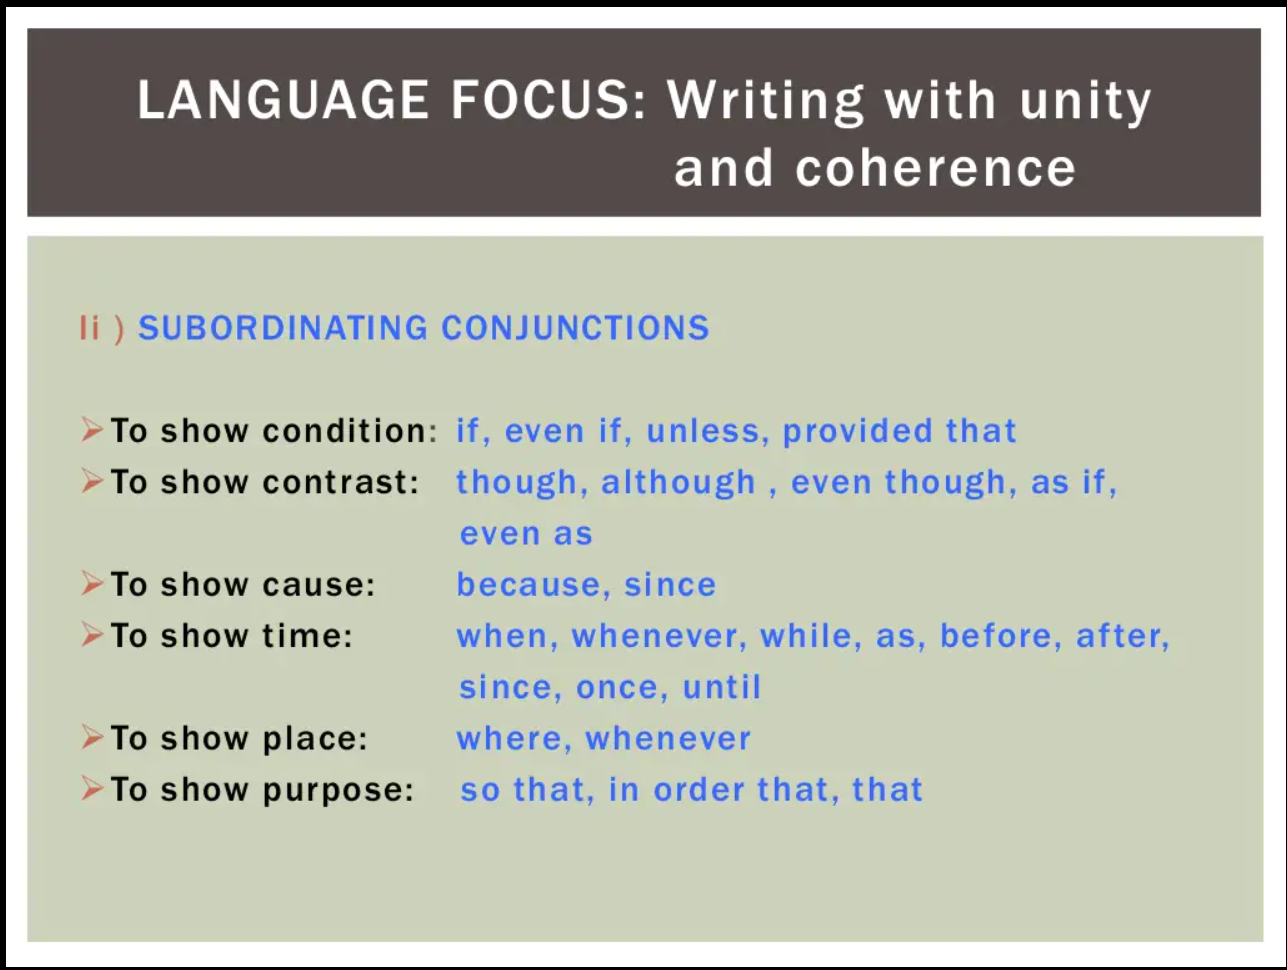 LANGUAGE FOCUS: Writing with unity
and coherence
Ii ) SUBORDINATING CONJUNCTIONS
To show condition: if, even if, unless, provided that
To show contrast: though, although , even though, as if,
even as
To show cause: because, since
To show time: when, whenever, while, as, before, after,
since, once, until
To show place: where, whenever
To show purpose: so that, in order that, that